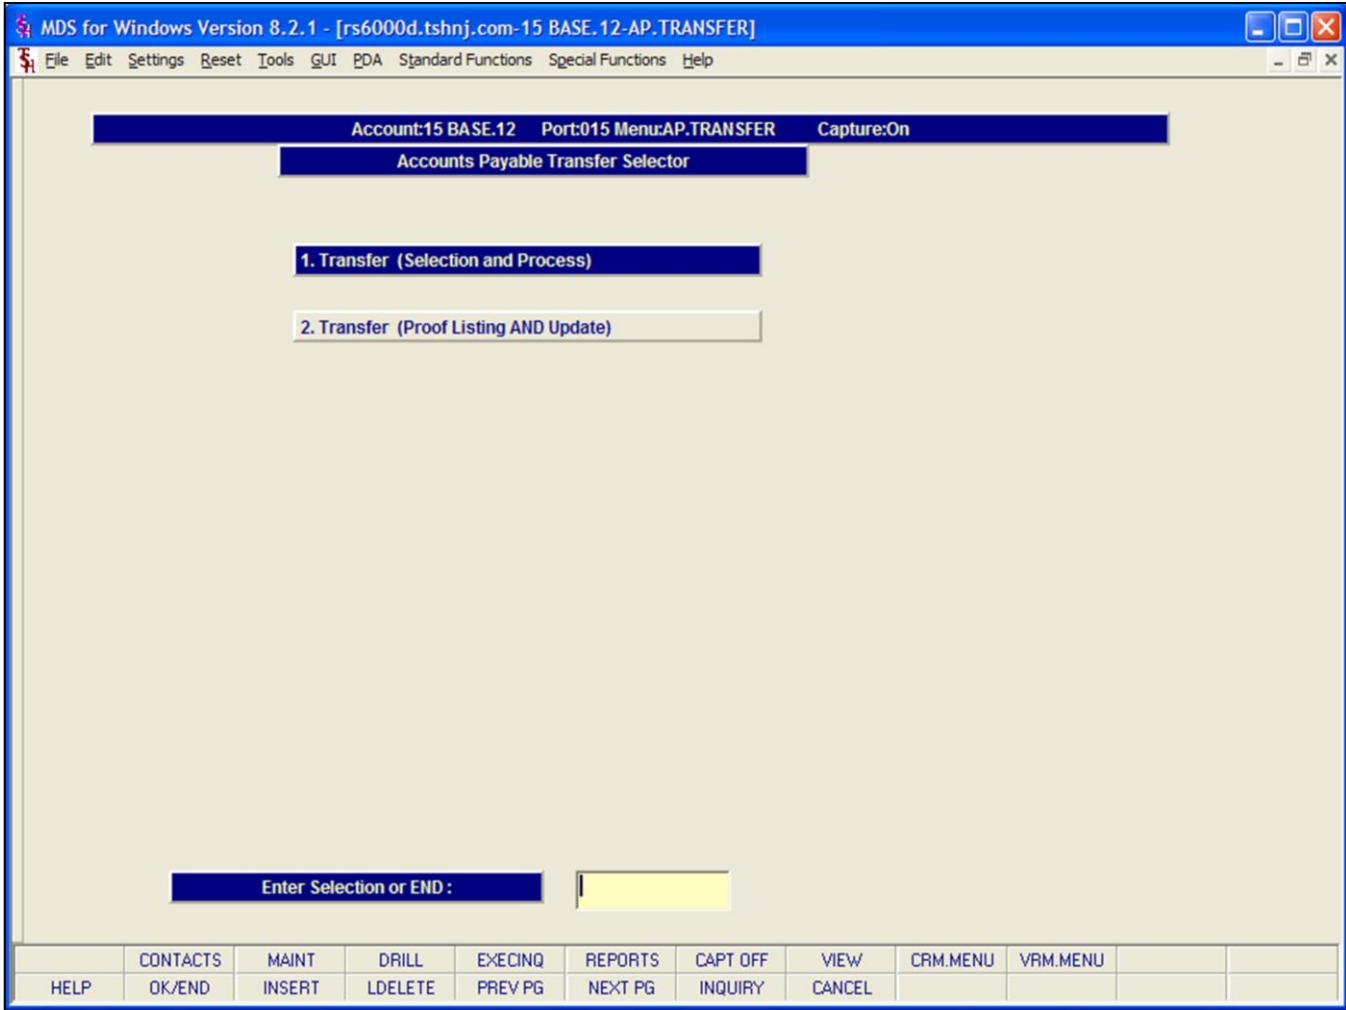 MDS for Windows Version 8.2.1 - [rs6000d.tshnj.com-15 BASE.12-AP.TRANSFER]
File Edit Settings Reset Tools GUI PDA Standard Functions Special Functions Help
Account:15 BASE.12 Port:015 Menu:AP.TRANSFER Capture:On
Accounts Payable Transfer Selector
1. Transfer (Selection and Process)
2. Transfer (Proof Listing AND Update)
Enter Selection or END :
CONTACTS MAINT DRILL EXECINQ REPORTS CAPT OFF VIEW CRM.MENU VRM.MENU
HELP OK/END INSERT LDELETE PREV PG NEXT PG INQUIRY CANCEL